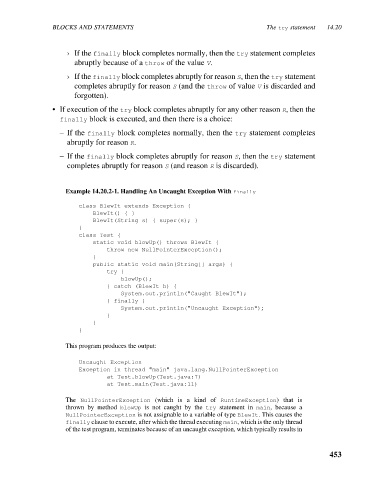 BLOCKS AND STATEMENTS The try statement 14.20
› If the finally block completes normally, then the try statement completes
abruptly because of a throw of the value V.
› If the finally block completes abruptly for reason S, then the try statement
completes abruptly for reason S (and the throw of value V is discarded and
forgotten).
• If execution of the try block completes abruptly for any other reason R, then the
finally block is executed, and then there is a choice:
– If the finally block completes normally, then the try statement completes
abruptly for reason R.
– If the finally block completes abruptly for reason S, then the try statement
completes abruptly for reason S (and reason R is discarded).
Example 14.20.2-1. Handling An Uncaught Exception With finally
class BlewIt extends Exception {
BlewIt() { }
BlewIt(String s) { super(s); }
}
class Test {
static void blowUp() throws BlewIt {
throw new NullPointerException();
}
public static void main(String[] args) {
try {
blowUp();
} catch (BlewIt b) {
System.out.println("Caught BlewIt");
} finally {
System.out.println("Uncaught Exception");
}
}
}
This program produces the output:
Uncaught Exception
Exception in thread "main" java.lang.NullPointerException
at Test.blowUp(Test.java:7)
at Test.main(Test.java:11)
The NullPointerException (which is a kind of RuntimeException) that is
thrown by method blowUp is not caught by the try statement in main, because a
NullPointerException is not assignable to a variable of type BlewIt. This causes the
finally clause to execute, after which the thread executing main, which is the only thread
of the test program, terminates because of an uncaught exception, which typically results in
453